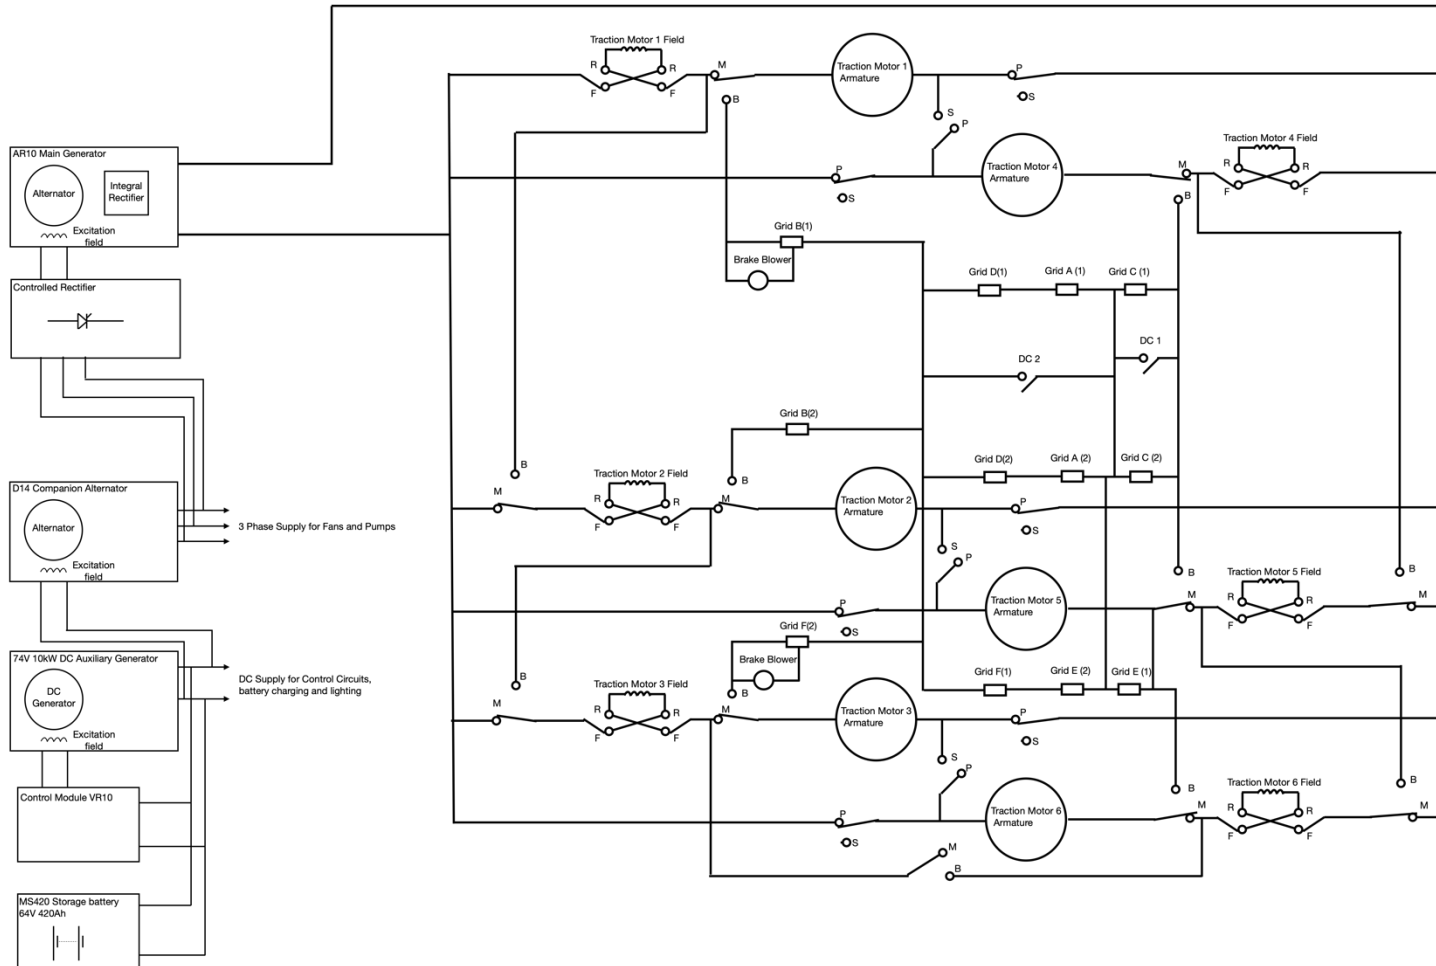 Traction Motor 1 Field
R
R
F
F
M
B
Traction Motor 1
Armature
P
S
S
P
Traction Motor 4
Armature
P
S
M
B
Traction Motor 4 Field
R
R
F
F
AR10 Main Generator
Alternator
Integral
Rectifier
Excitation
field
Controlled Rectifier
Grid B(1)
Brake Blower
Grid D(1)
Grid A (1)
Grid C (1)
DC 2
DC 1
Grid B(2)
Grid D(2)
Grid A (2)
Grid C (2)
D14 Companion Alternator
Alternator
Excitation
field
3 Phase Supply for Fans and Pumps
B
M
Traction Motor 2 Field
R
R
F
F
B
M
Traction Motor 2
Armature
P
S
S
P
Traction Motor 5
Armature
P
S
B
M
Traction Motor 5 Field
R
R
F
F
B
M
74V 10kW DC Auxiliary Generator
DC
Generator
Excitation
field
DC Supply for Control Circuits,
battery charging and lighting
Grid F(2)
Brake Blower
Grid F(1)
Grid E (2)
Grid E (1)
B
M
Traction Motor 3 Field
R
R
F
F
B
M
Traction Motor 3
Armature
P
S
S
P
Traction Motor 6
Armature
P
S
B
M
Traction Motor 6 Field
R
R
F
F
B
M
M
B
Control Module VR10
MS420 Storage battery
64V 420Ah